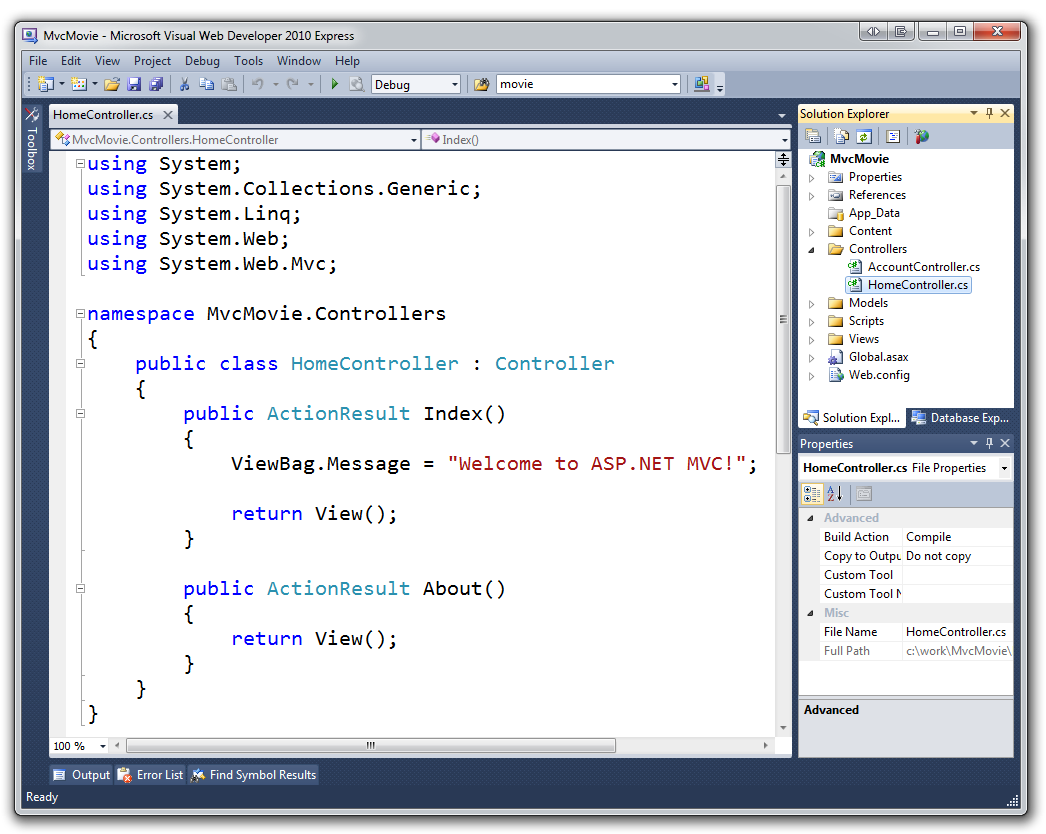 MvcMovie - Microsoft Visual Web Developer 2010 Express
File Edit View Project Debug Tools Window Help
Debug movie
Toolbox
HomeController.cs
MvcMovie.Controllers.HomeController Index()
using System;
using System.Collections.Generic;
using System.Linq;
using System.Web;
using System.Web.Mvc;
namespace MvcMovie.Controllers
{
public class HomeController : Controller
{
public ActionResult Index()
{
ViewBag.Message = "Welcome to ASP.NET MVC!";
return View();
}
public ActionResult About()
{
return View();
}
}
}
100 %
Solution Explorer
MvcMovie
Properties
References
App_Data
Content
Controllers
AccountController.cs
HomeController.cs
Models
Scripts
Views
Global.asax
Web.config
Solution Expl... Database Exp...
Properties
HomeController.cs File Properties
Advanced
Build Action Compile
Copy to Outpu Do not copy
Custom Tool
Custom Tool N
Misc
File Name HomeController.cs
Full Path c:\work\MvcMovie\
Advanced
Output Error List Find Symbol Results
Ready